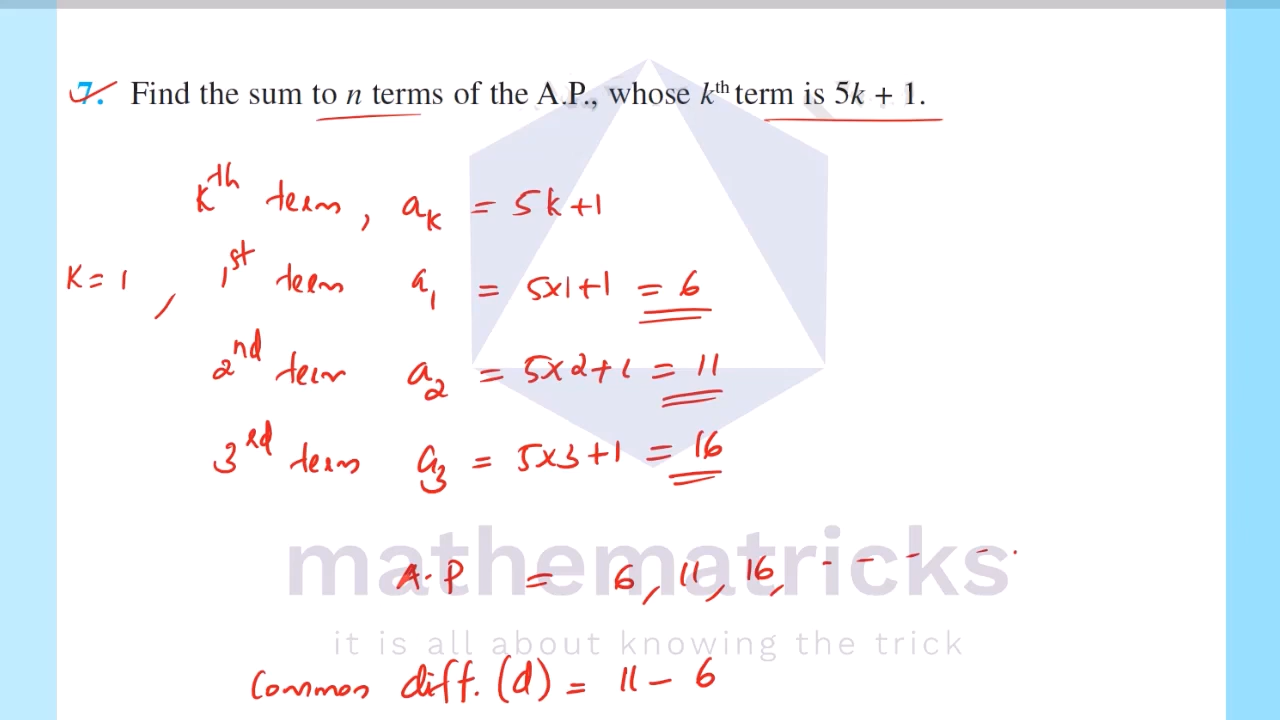 7. Find the sum to n terms of the A.P., whose kth term is 5k + 1.
kth term, ak = 5k+1
K=1, 1st term a1 = 5x1+1 = 6
2nd term a2 = 5x2+1 = 11
3rd term a3 = 5x3+1 = 16
mathematricks
A.P = 6, 11, 16, - - - - .
it is all about knowing the trick
Common diff. (d) = 11 - 6